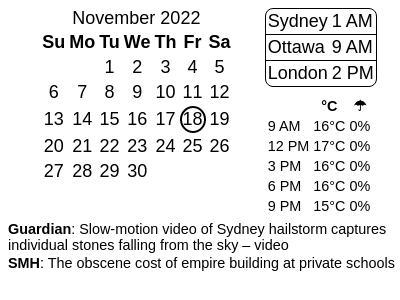 November 2022
Su Mo Tu We Th Fr Sa
1 2 3 4 5
6 7 8 9 10 11 12
13 14 15 16 17 18 19
20 21 22 23 24 25 26
27 28 29 30
Sydney 1 AM
Ottawa 9 AM
London 2 PM
°C ☂
9 AM 16°C 0%
12 PM 17°C 0%
3 PM 16°C 0%
6 PM 16°C 0%
9 PM 15°C 0%
Guardian: Slow-motion video of Sydney hailstorm captures
individual stones falling from the sky – video
SMH: The obscene cost of empire building at private schools